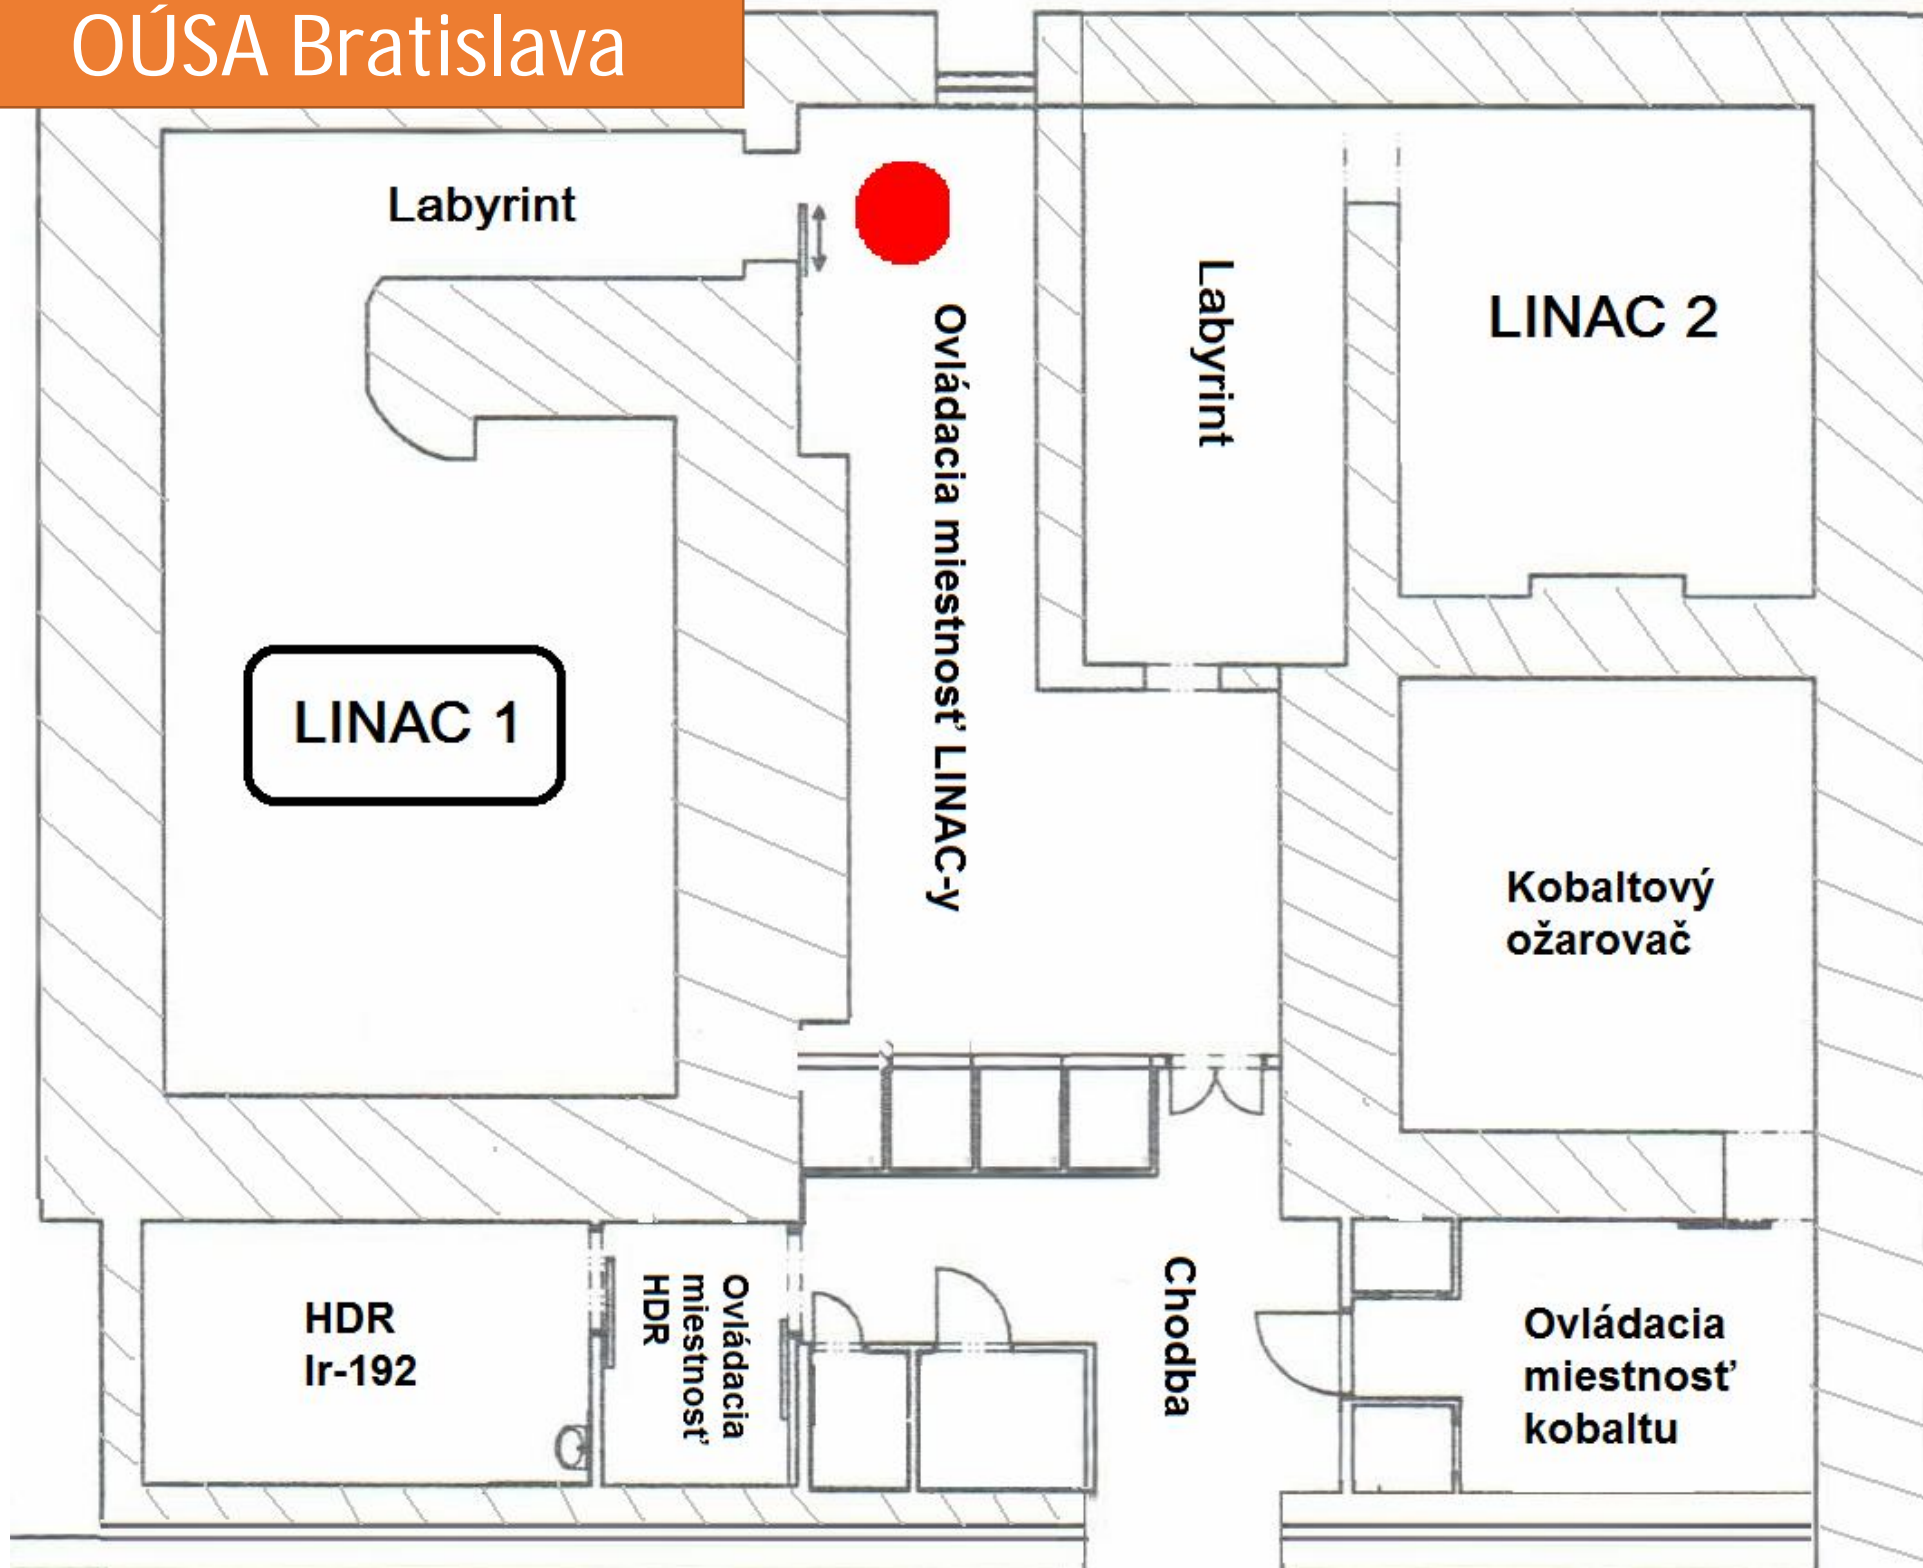 OÚSA Bratislava
Labyrint
Labyrint
LINAC 2
Ovládacia miestnosť LINAC-y
LINAC 1
Kobaltový
ožarovač
HDR
Ir-192
Ovládacia
miestnosť
HDR
Chodba
Ovládacia
miestnosť
kobaltu